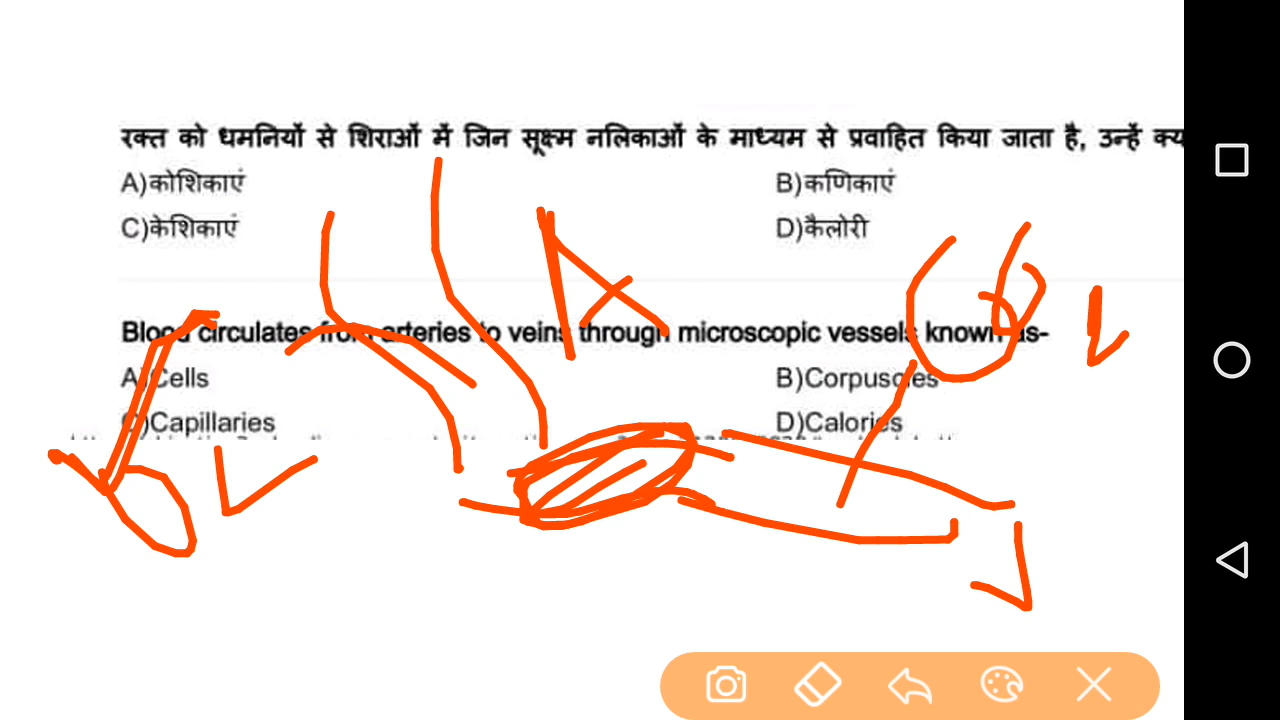 रक्त को धमनियों से शिराओं में जिन सूक्ष्म नलिकाओं के माध्यम से प्रवाहित किया जाता है, उन्हें
A)कोशिकाएं B)कणिकाएं
C)केशिकाएं D)कैलोरी
Blood circulates from arteries to veins through microscopic vessels known as-
A)Cells B)Corpuscles
C)Capillaries D)Calories